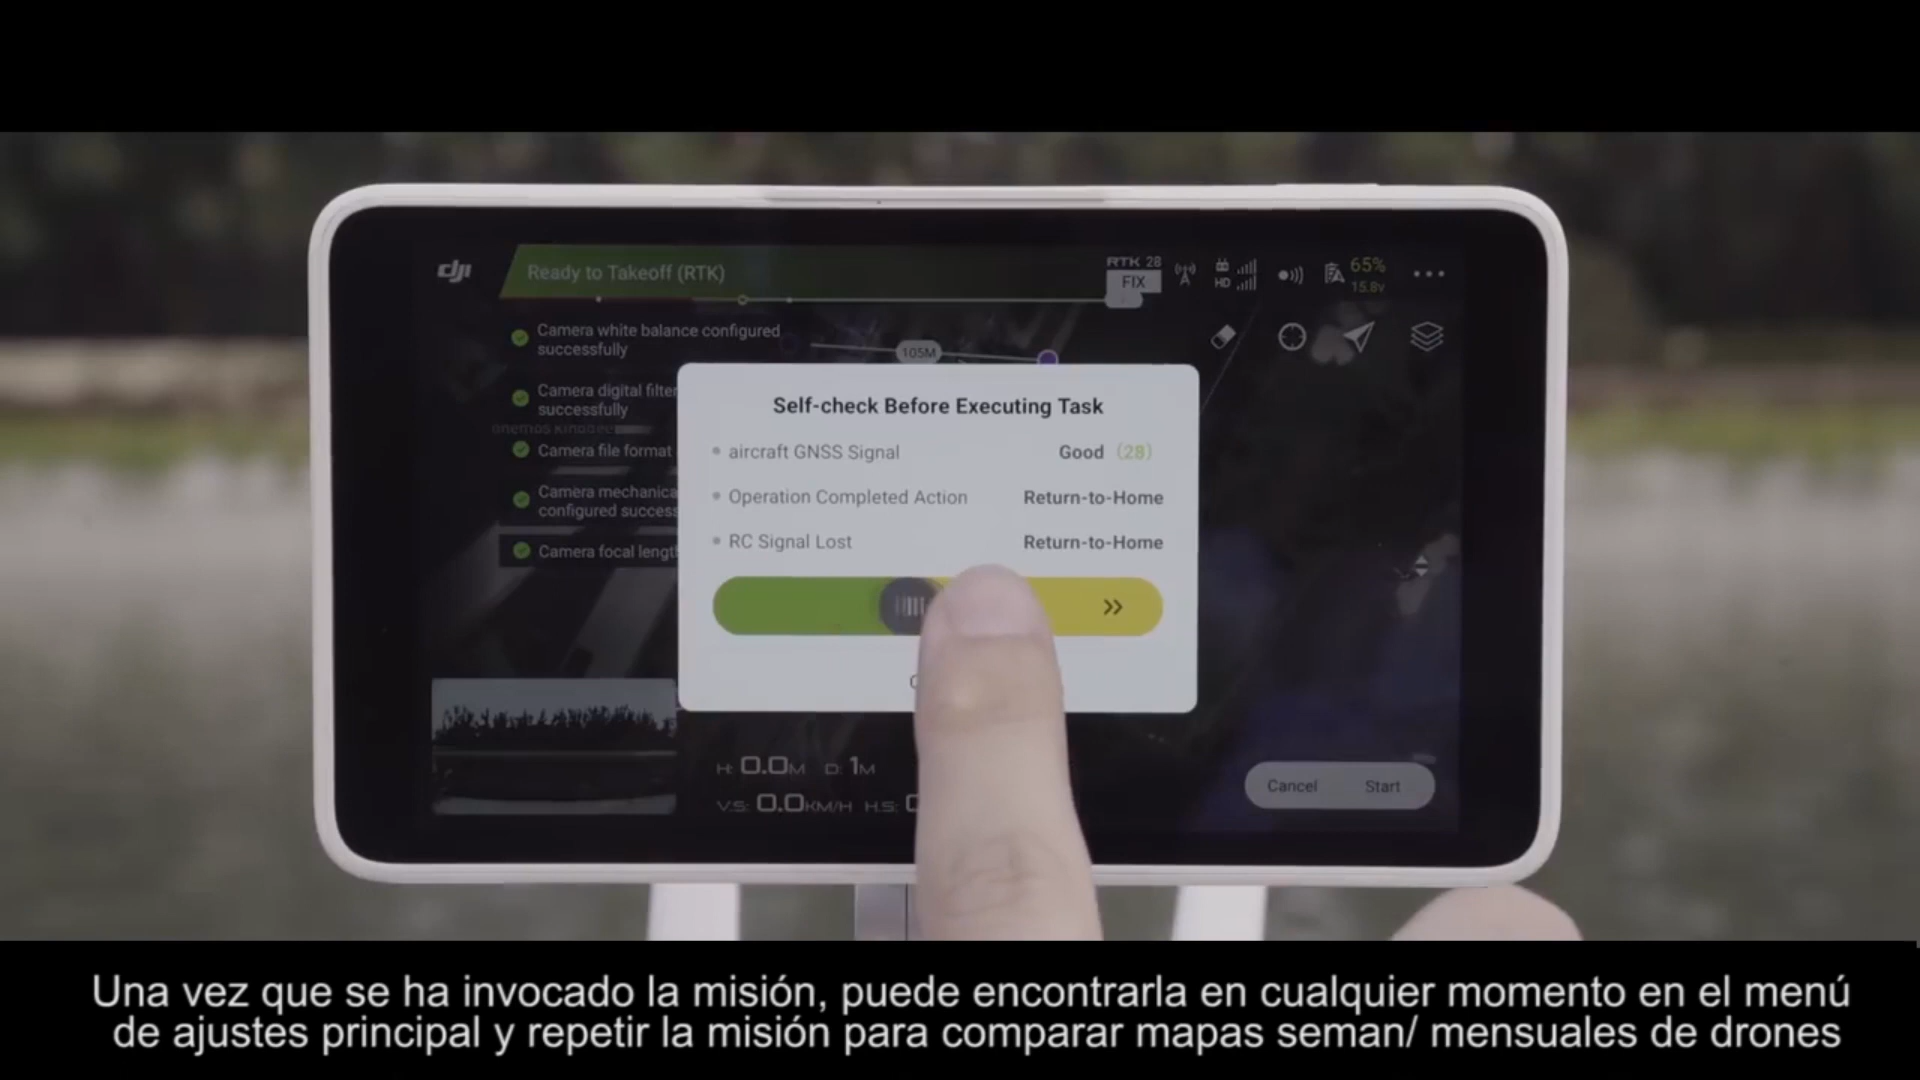 dji
Ready to Takeoff (RTK)
RTK 28
FIX
HD
65%
15.8v
Camera white balance configured
successfully
105M
Camera digital filter
successfully
Camera file format
Camera mechanica
configured success
Camera focal lengt
Self-check Before Executing Task
aircraft GNSS Signal Good (28)
Operation Completed Action Return-to-Home
RC Signal Lost Return-to-Home
H: 0.0M D: 1M
V.S: 0.0KM/H H.S:
Cancel Start
Una vez que se ha invocado la misión, puede encontrarla en cualquier momento en el menú
de ajustes principal y repetir la misión para comparar mapas seman/ mensuales de drones